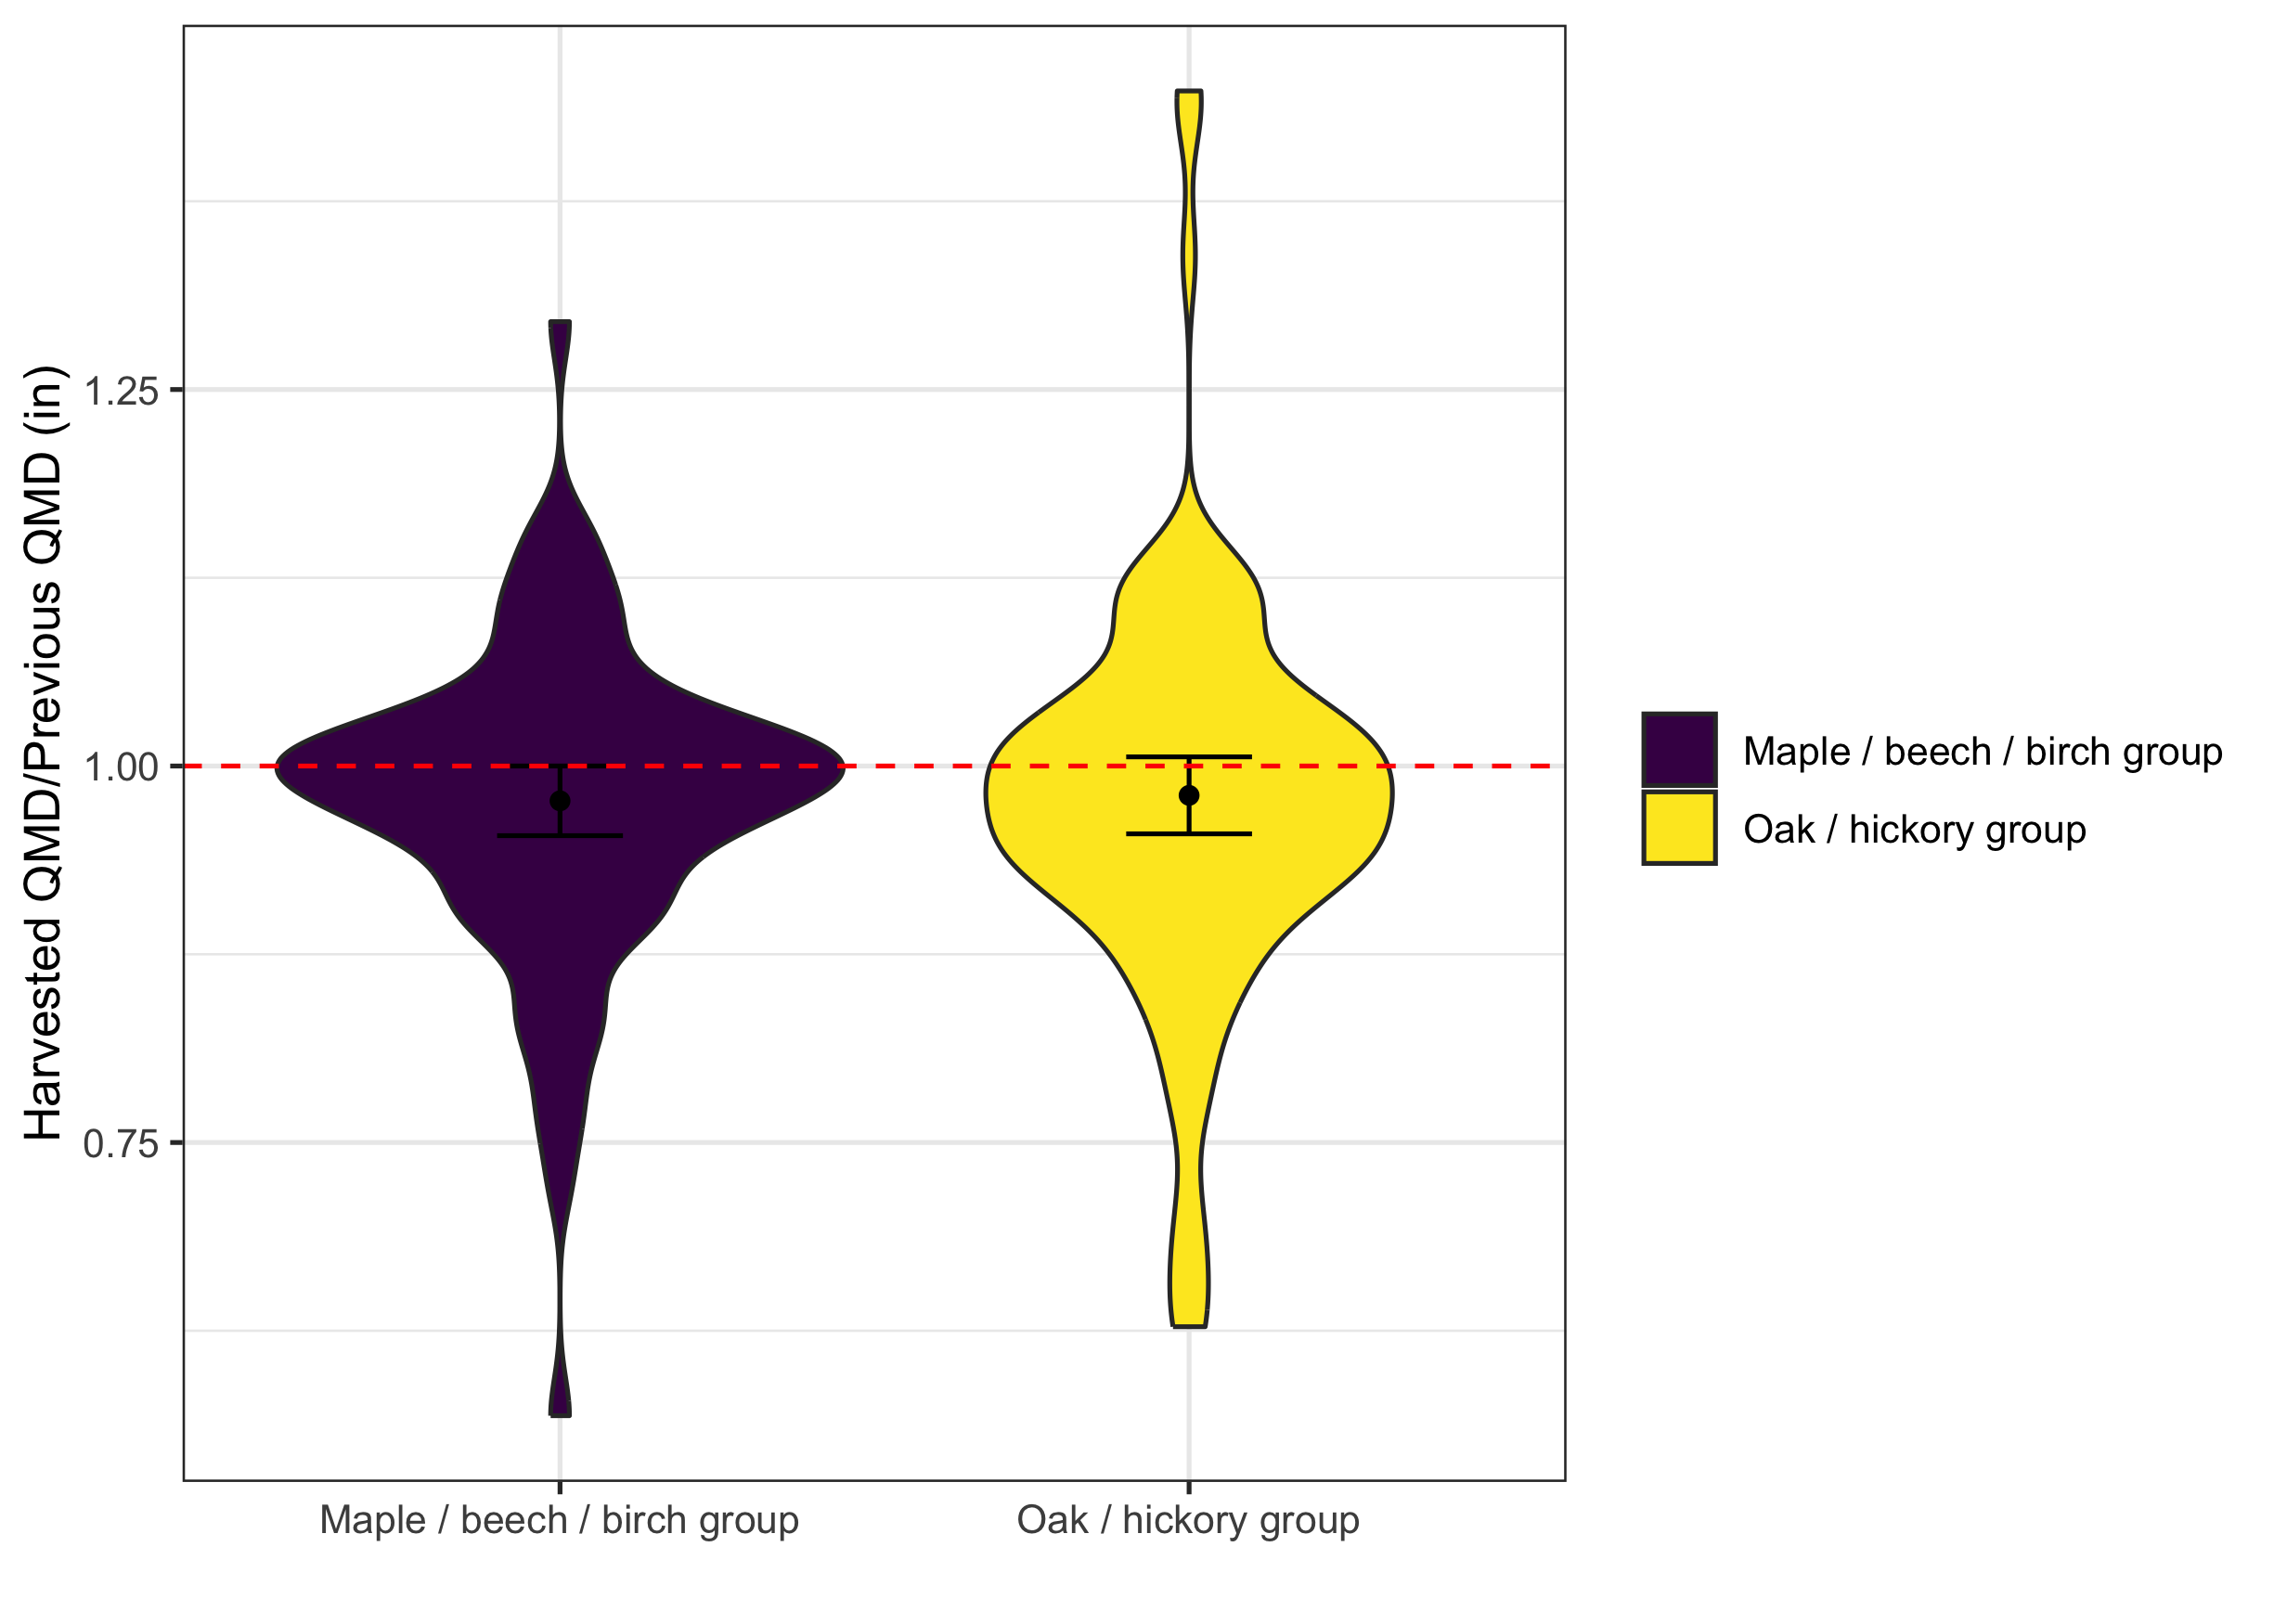 Harvested QMD/Previous QMD (in)
1.25
1.00
0.75
Maple / beech / birch group
Oak / hickory group
Maple / beech / birch group
Oak / hickory group